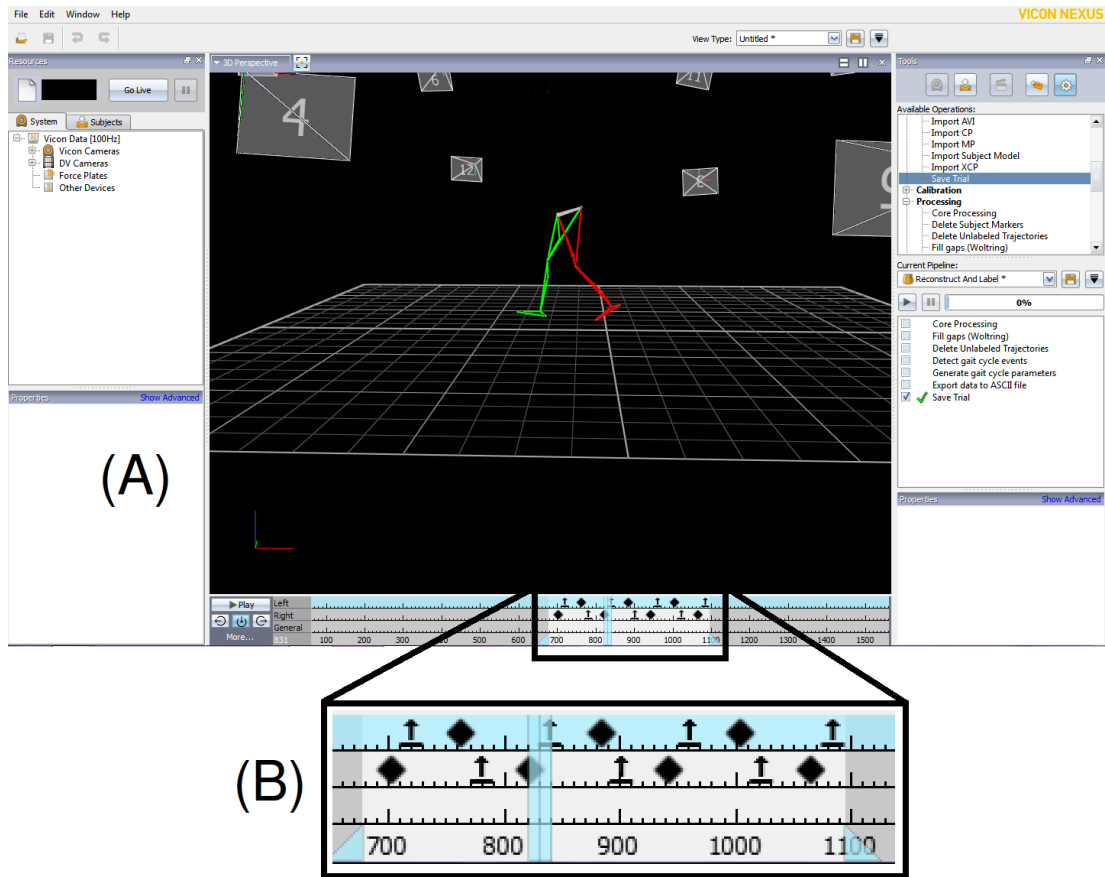 File Edit Window Help
VICON NEXUS
View Type: Untitled *
Resources
Go Live
System Subjects
Vicon Data [100Hz]
Vicon Cameras
DV Cameras
Force Plates
Other Devices
Properties Show Advanced
(A)
3D Perspective
4
6
11
12
8
9
Tools
Available Operations:
Import AVI
Import CP
Import MP
Import Subject Model
Import XCP
Save Trial
Calibration
Processing
Core Processing
Delete Subject Markers
Delete Unlabeled Trajectories
Fill gaps (Woltring)
Current Pipeline:
Reconstruct And Label *
0%
Core Processing
Fill gaps (Woltring)
Delete Unlabeled Trajectories
Detect gait cycle events
Generate gait cycle parameters
Export data to ASCII file
Save Trial
Properties Show Advanced
Play
More...
Left
Right
General
831
100 200 300 400 500 600 700 800 900 1000 1100 1200 1300 1400 1500
(B)
700 800 900 1000 1100